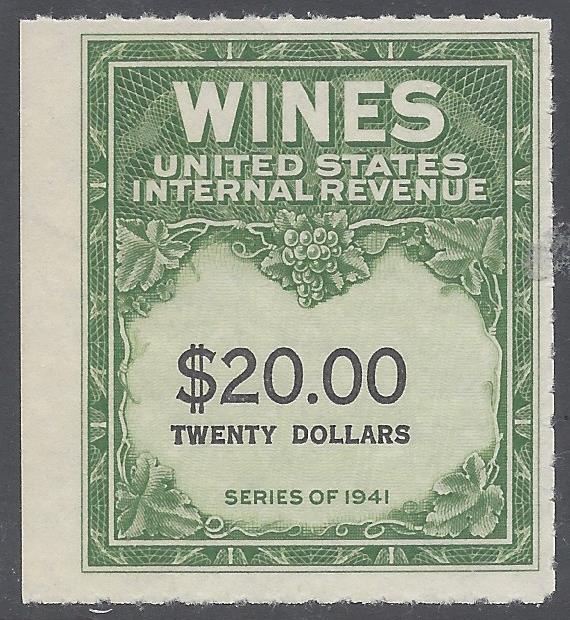 WINES
UNITED STATES
INTERNAL REVENUE
$20.00
TWENTY DOLLARS
SERIES OF 1941